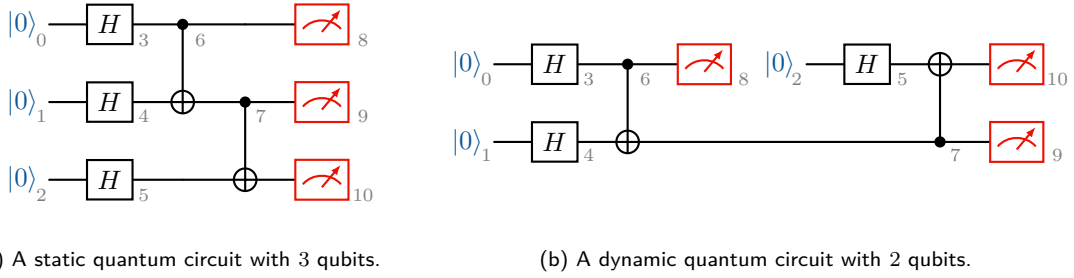 |0⟩0 H 3 6 8
|0⟩1 H 4 7 9
|0⟩2 H 5 10
) A static quantum circuit with 3 qubits.
|0⟩0 H 3 6 8 |0⟩2 H 5 10
|0⟩1 H 4 7 9
(b) A dynamic quantum circuit with 2 qubits.